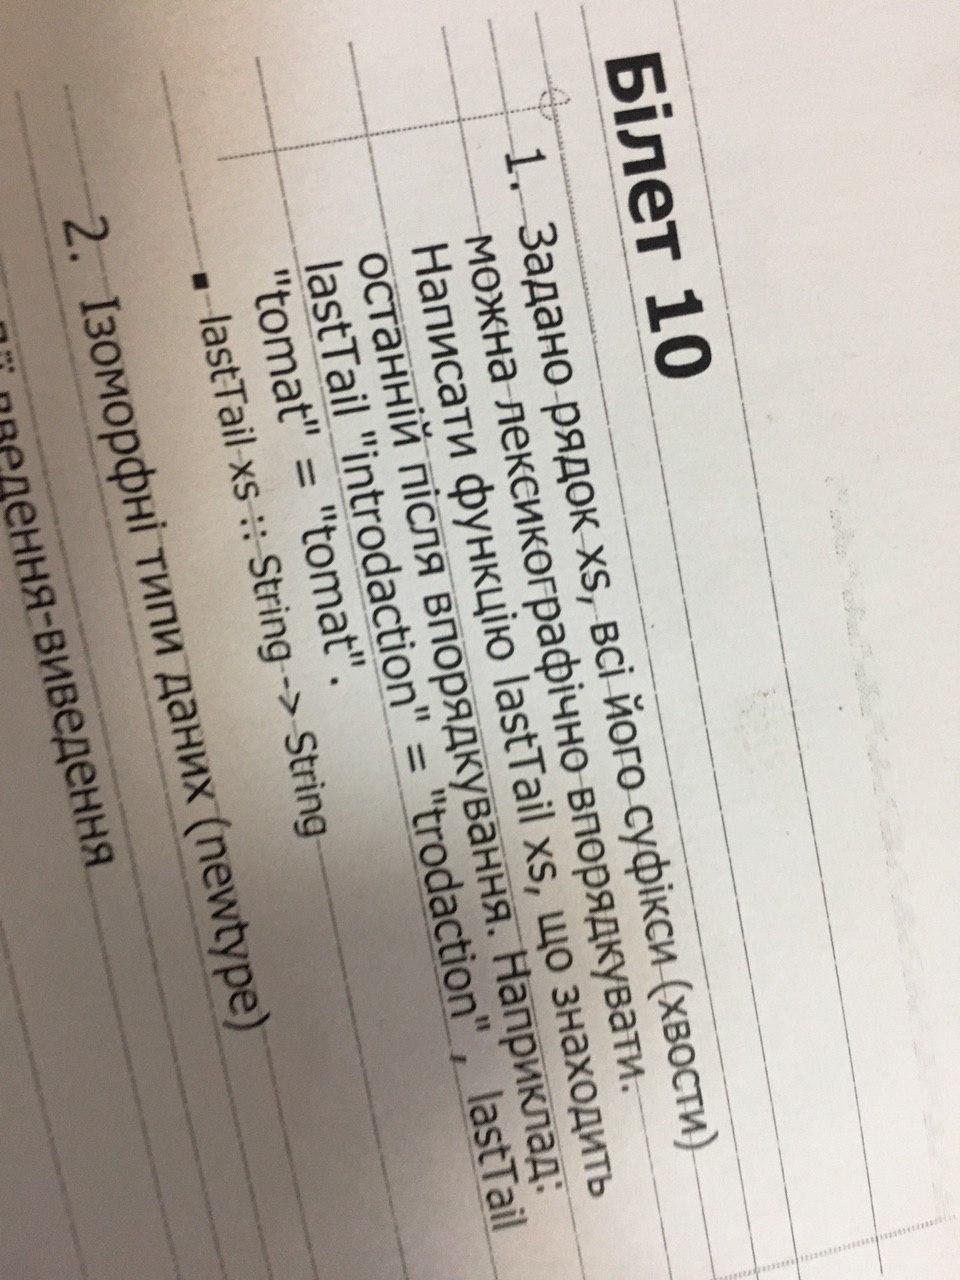 Білет 10
1. Задано рядок xs, всі його суфікси (хвости)
можна лексикографічно впорядкувати.
Написати функцію lastTail xs, що знаходить
останній після впорядкування. Наприклад:
lastTail "introdaction" = "trodaction" , lastTail
"tomat" = "tomat" .
▪ lastTail xs :: String -> String
2. Ізоморфні типи даних (newtype)
введення-виведення